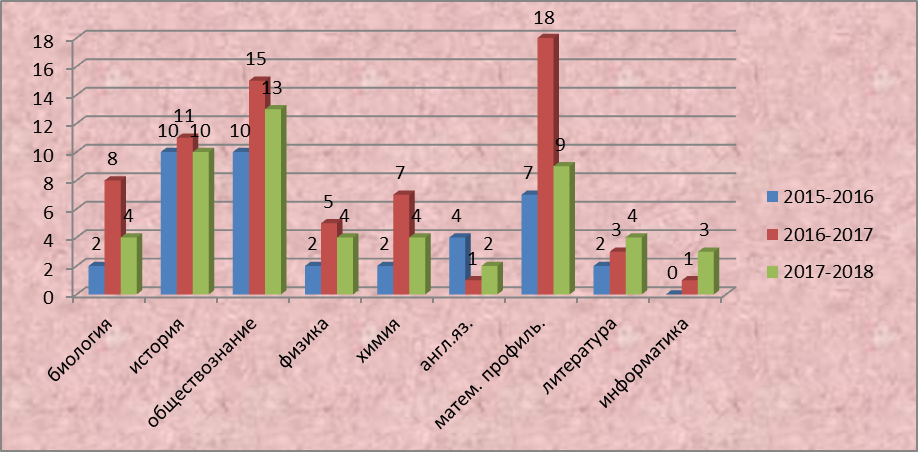 18
16
14
12
10
8
6
4
2
0
2 8 4
10 11 10
10 15 13
2 5 4
2 7 4
4 1 2
7 18 9
2 3 4
0 1 3
биология
история
обществознание
физика
химия
англ.яз.
матем. профиль.
литература
информатика
2015-2016
2016-2017
2017-2018